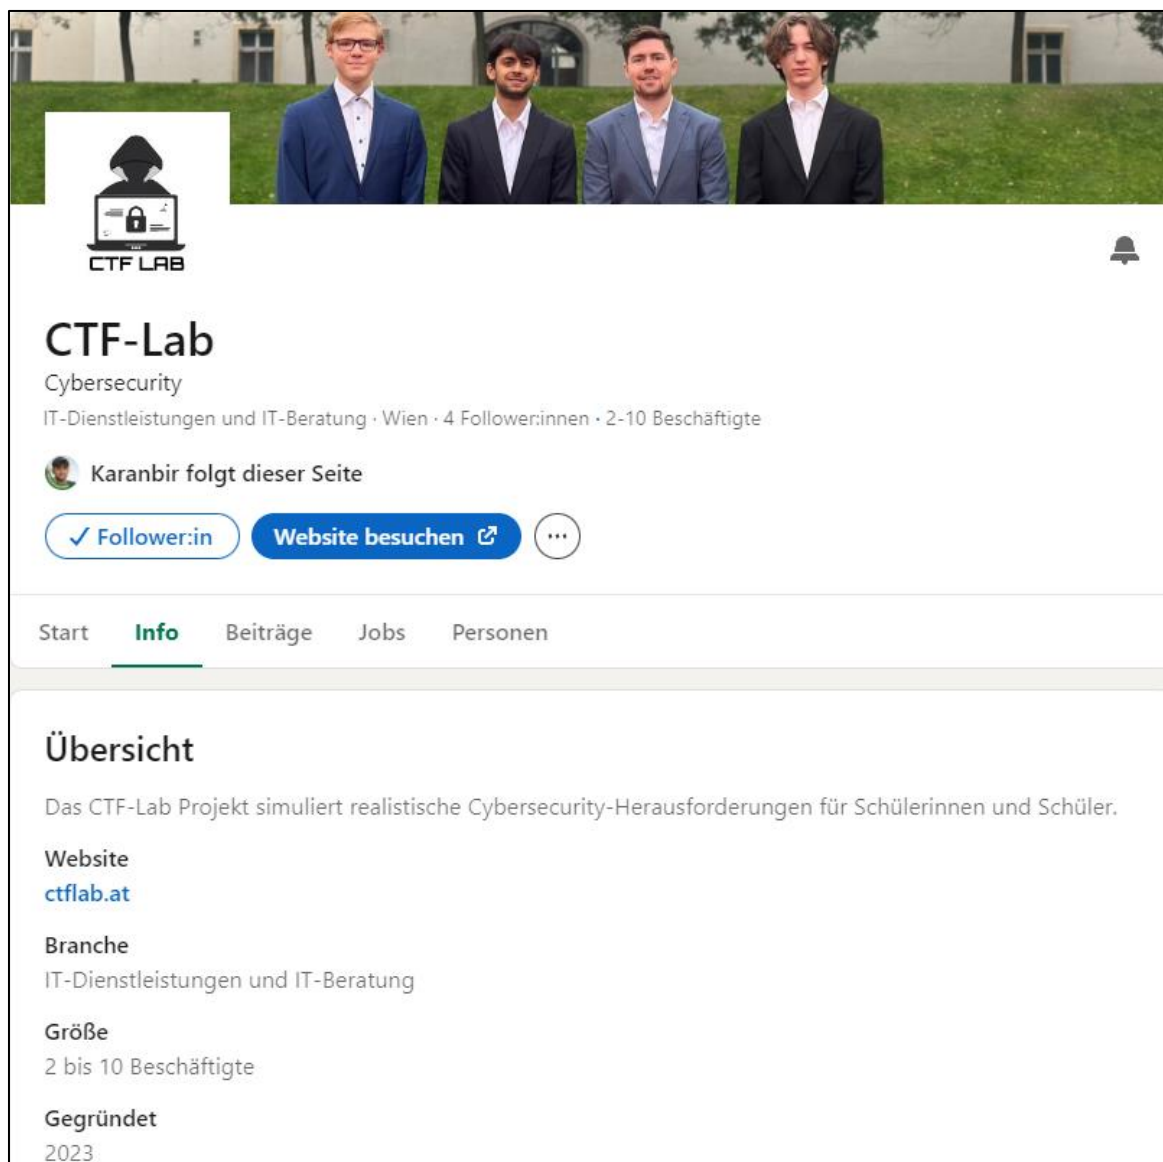 CTF LAB
CTF-Lab
Cybersecurity
IT-Dienstleistungen und IT-Beratung · Wien · 4 Follower:innen · 2-10 Beschäftigte
Karanbir folgt dieser Seite
✓ Follower:in Website besuchen ...
Start Info Beiträge Jobs Personen
Übersicht
Das CTF-Lab Projekt simuliert realistische Cybersecurity-Herausforderungen für Schülerinnen und Schüler.
Website
ctflab.at
Branche
IT-Dienstleistungen und IT-Beratung
Größe
2 bis 10 Beschäftigte
Gegründet
2023